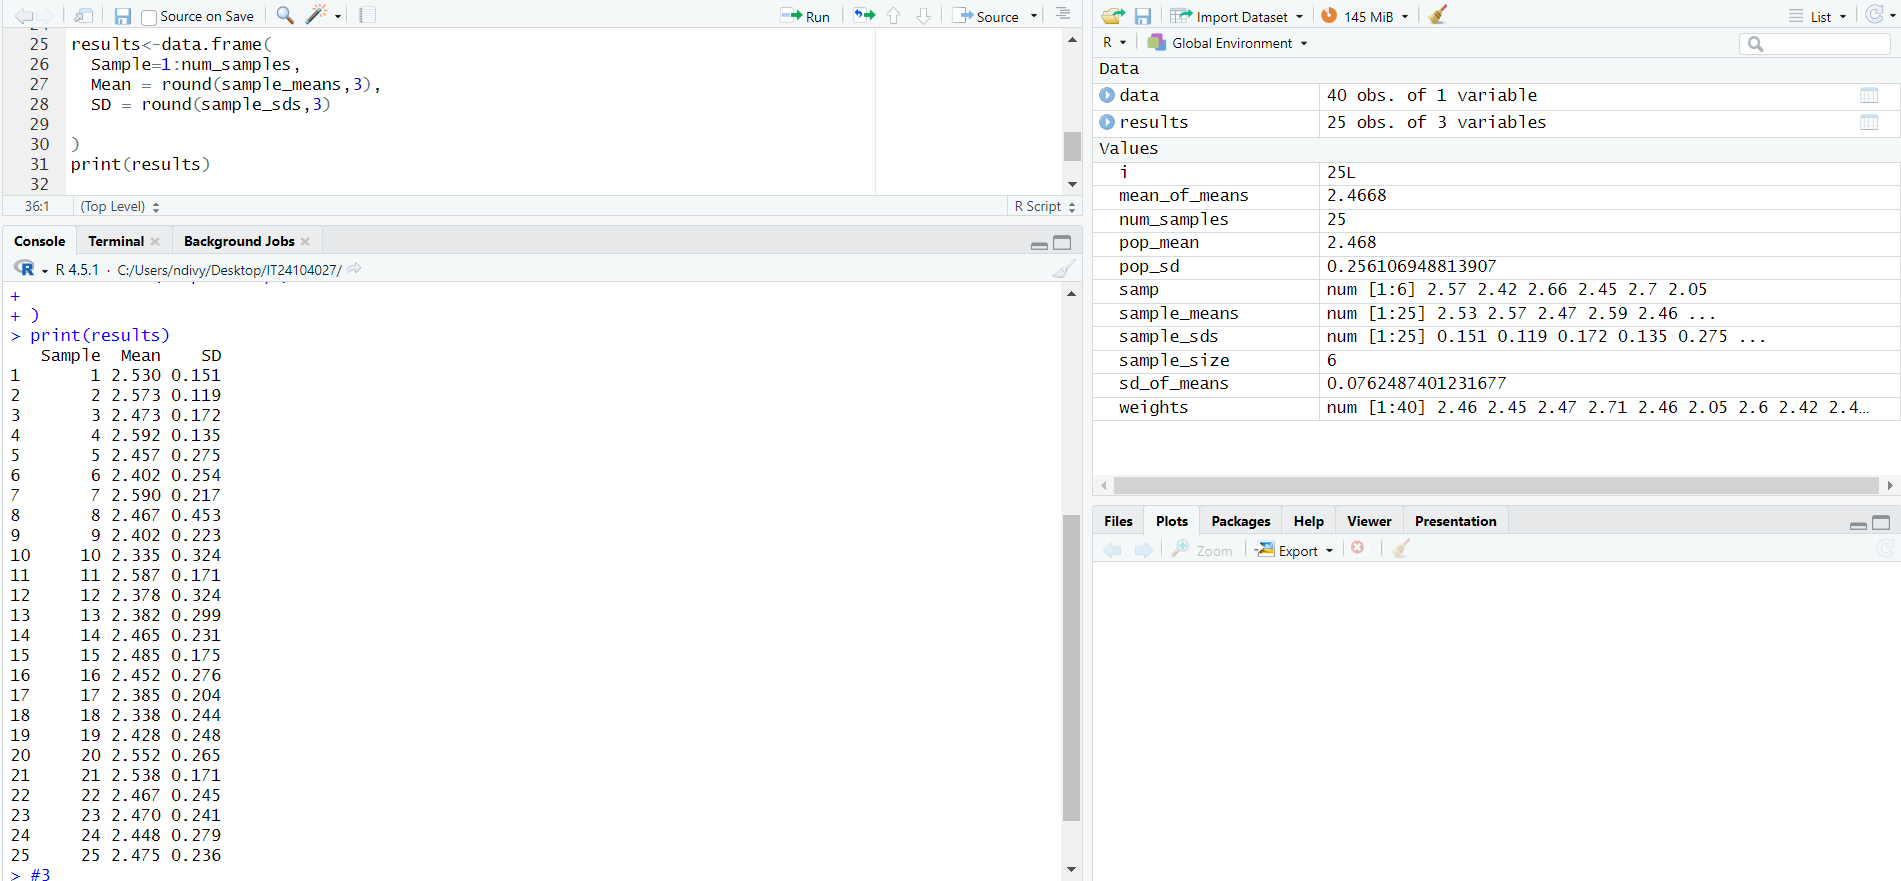 Source on Save
Run
Source
25 results<-data.frame(
26   Sample=1:num_samples,
27   Mean = round(sample_means,3),
28   SD = round(sample_sds,3)
29
30 )
31 print(results)
32
36:1 (Top Level) R Script
Console Terminal Background Jobs
R R 4.5.1 · C:/Users/ndivy/Desktop/IT24104027/
+
+ )
> print(results)
   Sample  Mean    SD
1       1 2.530 0.151
2       2 2.573 0.119
3       3 2.473 0.172
4       4 2.592 0.135
5       5 2.457 0.275
6       6 2.402 0.254
7       7 2.590 0.217
8       8 2.467 0.453
9       9 2.402 0.223
10     10 2.335 0.324
11     11 2.587 0.171
12     12 2.378 0.324
13     13 2.382 0.299
14     14 2.465 0.231
15     15 2.485 0.175
16     16 2.452 0.276
17     17 2.385 0.204
18     18 2.338 0.244
19     19 2.428 0.248
20     20 2.552 0.265
21     21 2.538 0.171
22     22 2.467 0.245
23     23 2.470 0.241
24     24 2.448 0.279
25     25 2.475 0.236
> #3
Import Dataset 145 MiB List
R Global Environment
Data
data 40 obs. of 1 variable
results 25 obs. of 3 variables
Values
i 25L
mean_of_means 2.4668
num_samples 25
pop_mean 2.468
pop_sd 0.256106948813907
samp num [1:6] 2.57 2.42 2.66 2.45 2.7 2.05
sample_means num [1:25] 2.53 2.57 2.47 2.59 2.46 ...
sample_sds num [1:25] 0.151 0.119 0.172 0.135 0.275 ...
sample_size 6
sd_of_means 0.0762487401231677
weights num [1:40] 2.46 2.45 2.47 2.71 2.46 2.05 2.6 2.42 2.4…
Files Plots Packages Help Viewer Presentation
Zoom Export